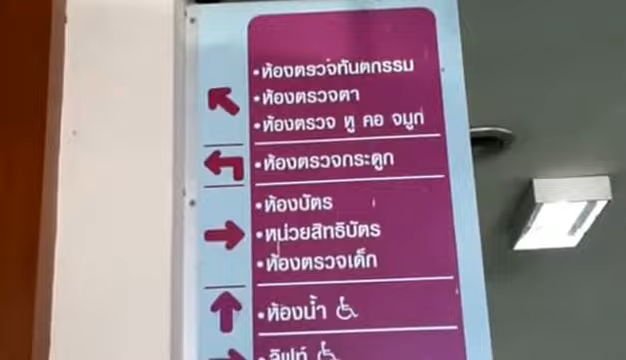 • ห้องตรวจทันตกรรม
• ห้องตรวจตา
• ห้องตรวจ หู คอ จมูก
• ห้องตรวจกระดูก
• ห้องบัตร
• หน่วยสิทธิบัตร
• ห้องตรวจเด็ก
• ห้องน้ำ
• ลิฟท์